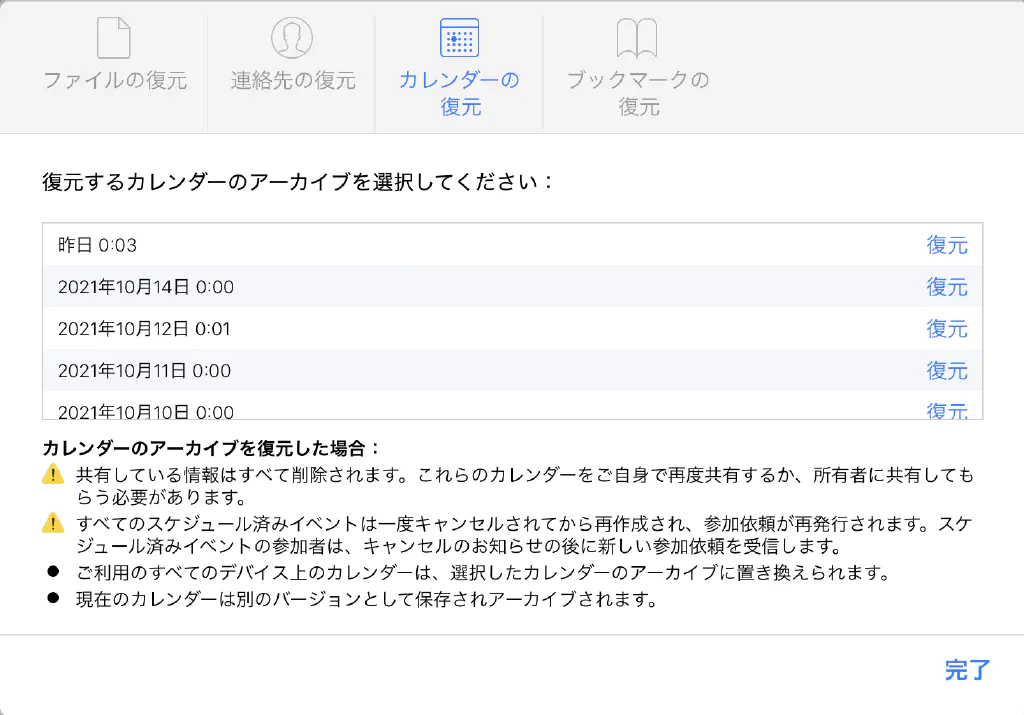 ファイルの復元
連絡先の復元
カレンダーの
復元
ブックマークの
復元
復元するカレンダーのアーカイブを選択してください：
昨日 0:03 復元
2021年10月14日 0:00 復元
2021年10月12日 0:01 復元
2021年10月11日 0:00 復元
2021年10月10日 0:00 復元
カレンダーのアーカイブを復元した場合：
共有している情報はすべて削除されます。これらのカレンダーをご自身で再度共有するか、所有者に共有しても
らう必要があります。
すべてのスケジュール済みイベントは一度キャンセルされてから再作成され、参加依頼が再発行されます。スケ
ジュール済みイベントの参加者は、キャンセルのお知らせの後に新しい参加依頼を受信します。
● ご利用のすべてのデバイス上のカレンダーは、選択したカレンダーのアーカイブに置き換えられます。
● 現在のカレンダーは別のバージョンとして保存されアーカイブされます。
完了